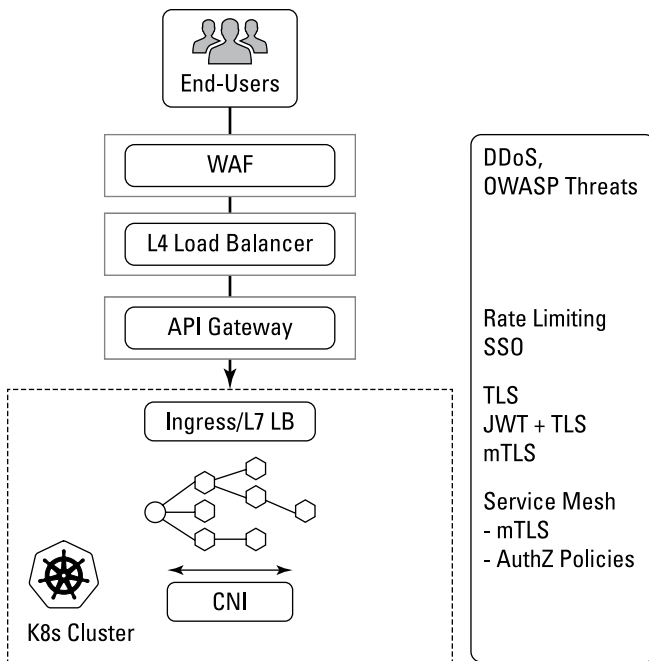 End-Users
WAF
L4 Load Balancer
API Gateway
Ingress/L7 LB
CNI
K8s Cluster
DDoS,
OWASP Threats
Rate Limiting
SSO
TLS
JWT + TLS
mTLS
Service Mesh
- mTLS
- AuthZ Policies